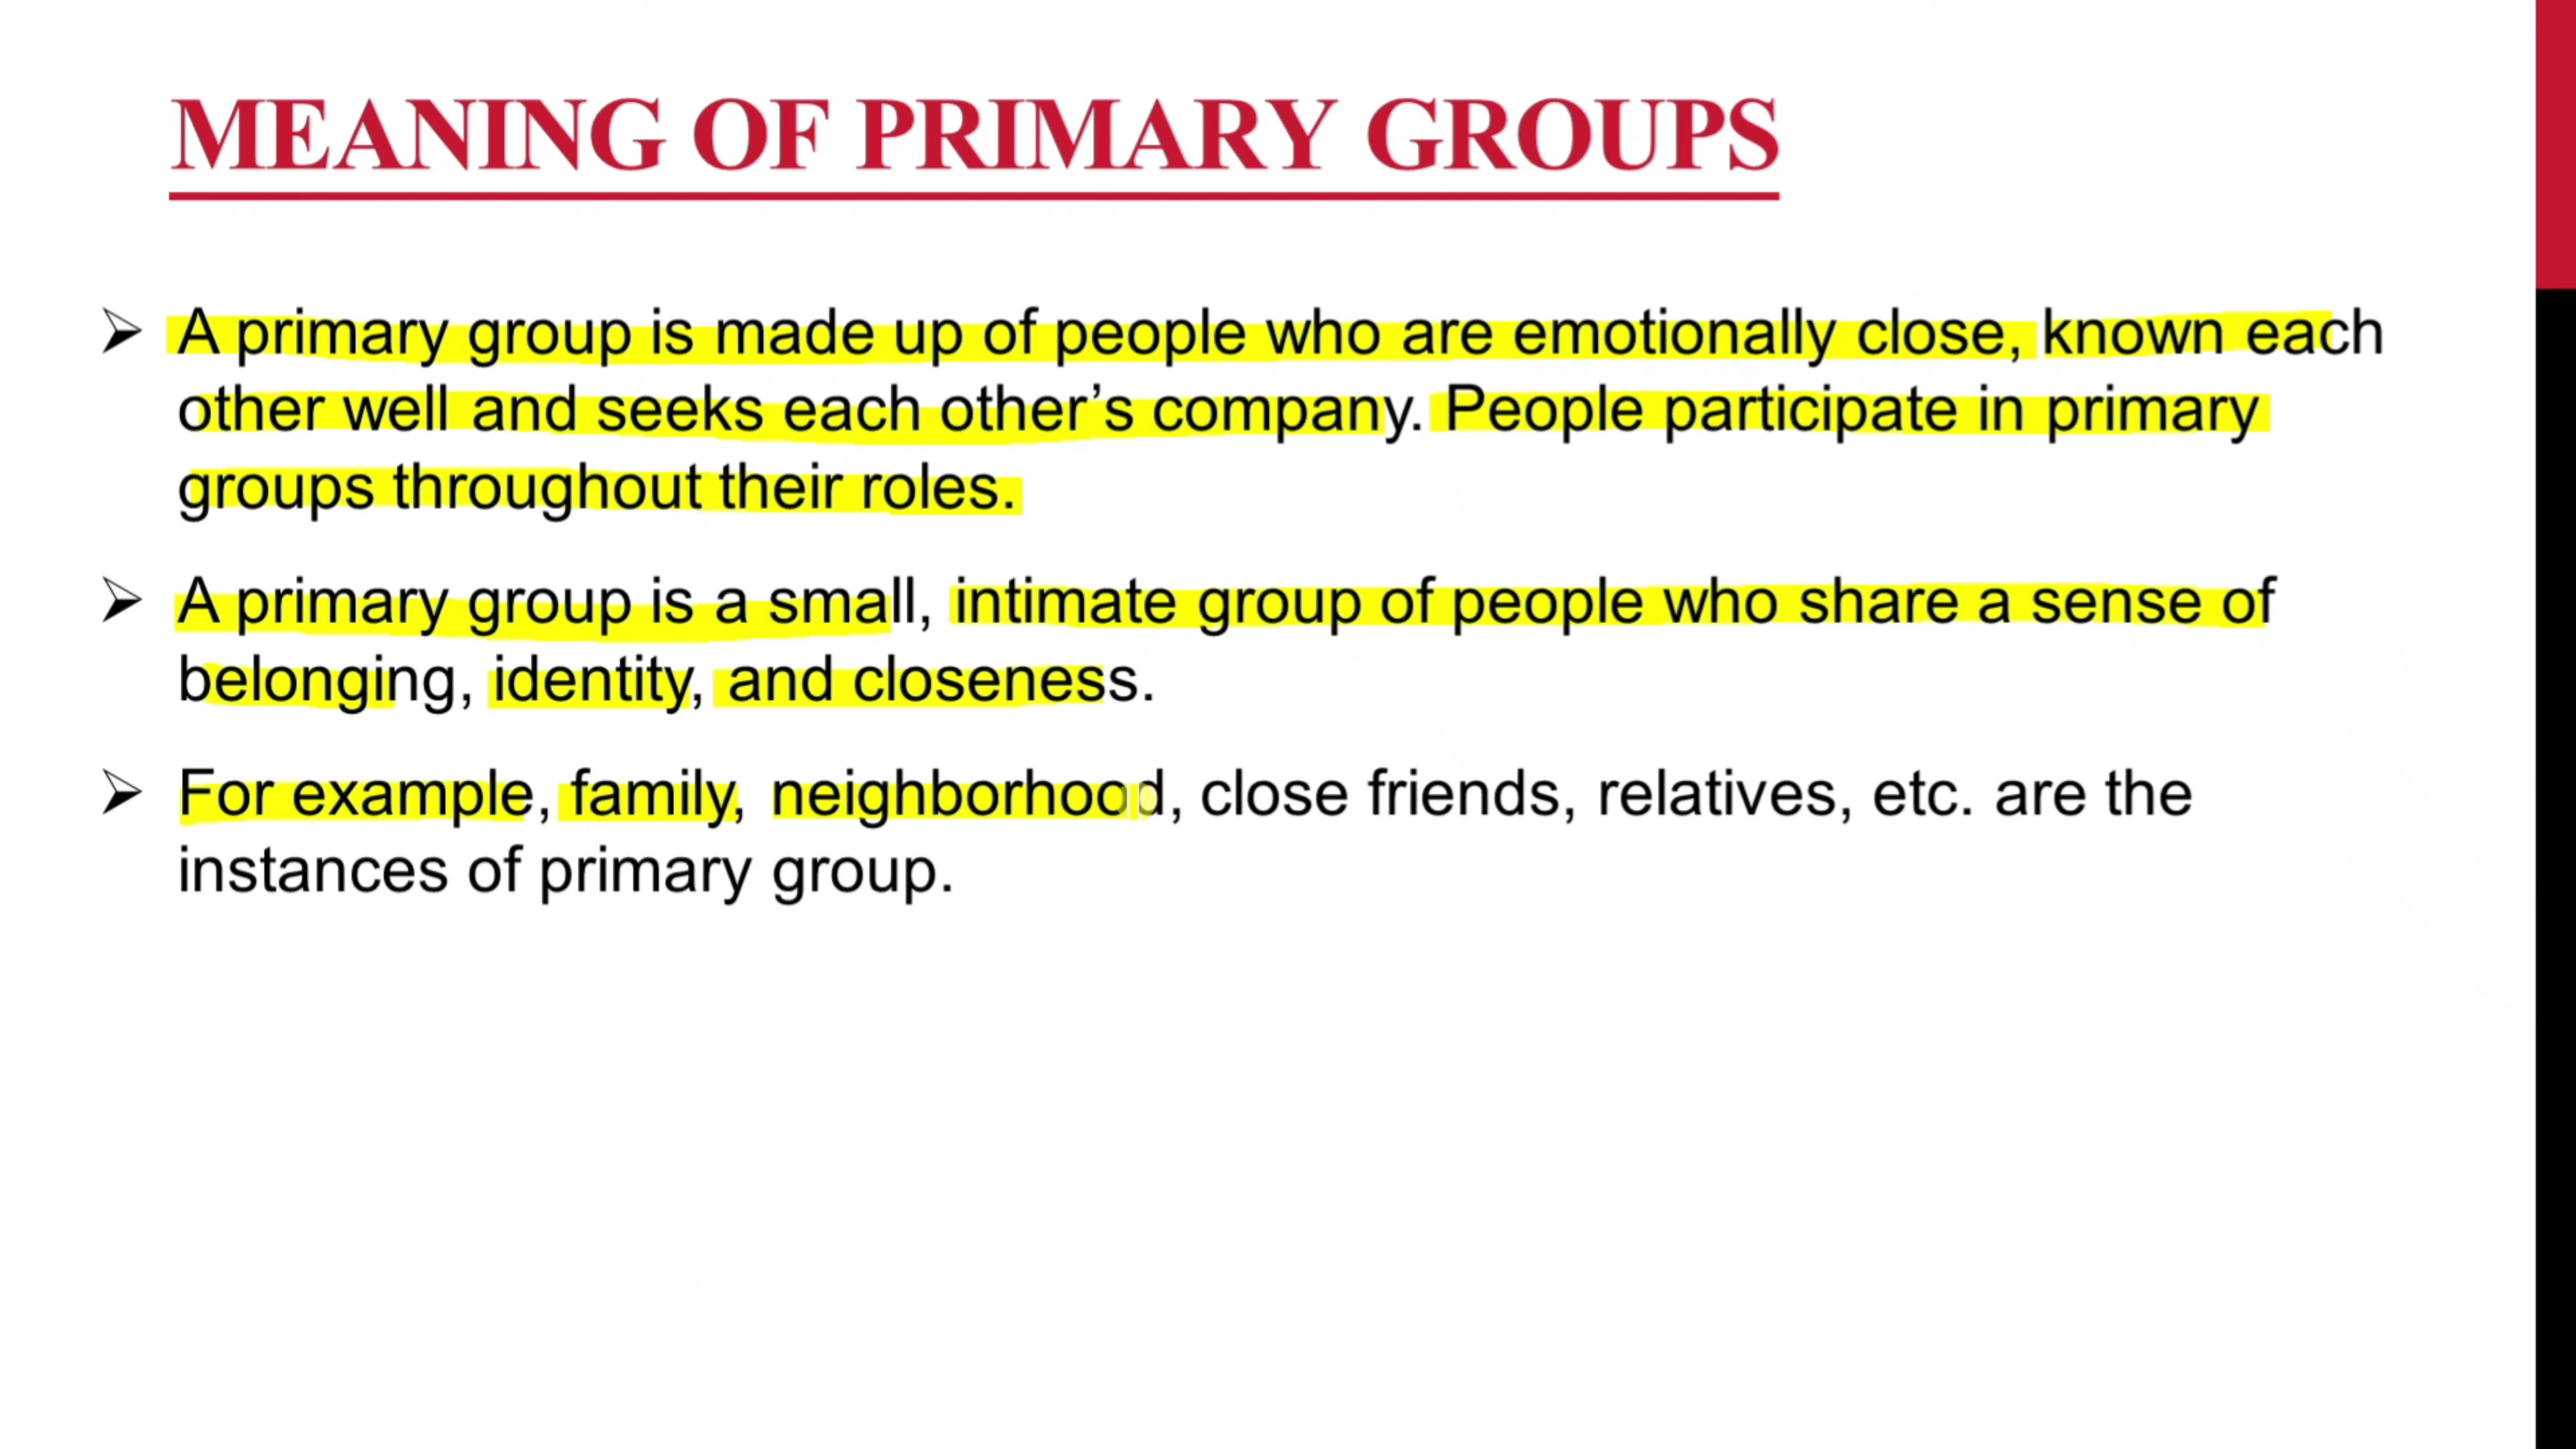 MEANING OF PRIMARY GROUPS
➢ A primary group is made up of people who are emotionally close, known each
other well and seeks each other’s company. People participate in primary
groups throughout their roles.
➢ A primary group is a small, intimate group of people who share a sense of
belonging, identity, and closeness.
➢ For example, family, neighborhood, close friends, relatives, etc. are the
instances of primary group.